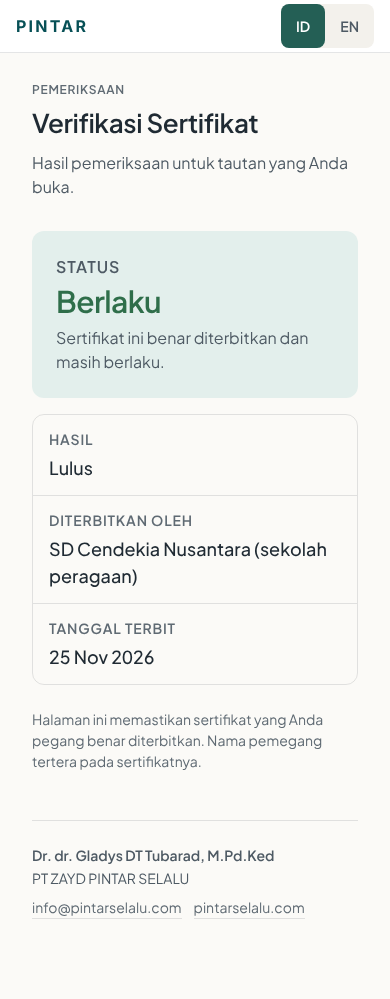 PINTAR
ID
EN
PEMERIKSAAN
Verifikasi Sertifikat
Hasil pemeriksaan untuk tautan yang Anda
buka.
STATUS
Berlaku
Sertifikat ini benar diterbitkan dan
masih berlaku.
HASIL
Lulus
DITERBITKAN OLEH
SD Cendekia Nusantara (sekolah
peragaan)
TANGGAL TERBIT
25 Nov 2026
Halaman ini memastikan sertifikat yang Anda
pegang benar diterbitkan. Nama pemegang
tertera pada sertifikatnya.
Dr. dr. Gladys DT Tubarad, M.Pd.Ked
PT ZAYD PINTAR SELALU
info@pintarselalu.com pintarselalu.com